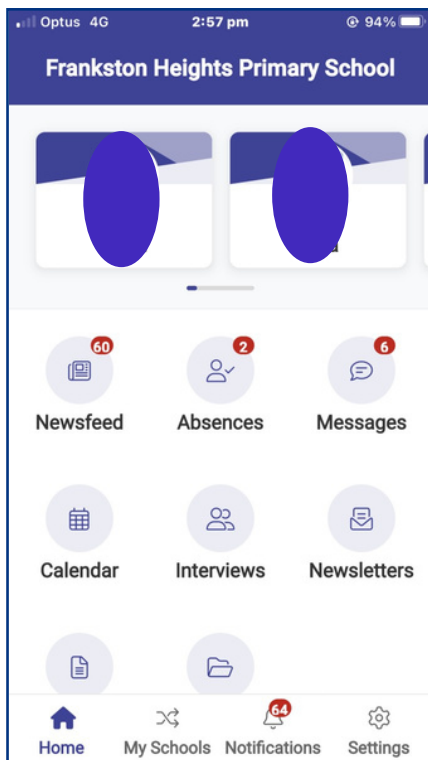 Optus 4G 2:57 pm 94%
Frankston Heights Primary School
60 2 6
Newsfeed Absences Messages
Calendar Interviews Newsletters
64
Home My Schools Notifications Settings